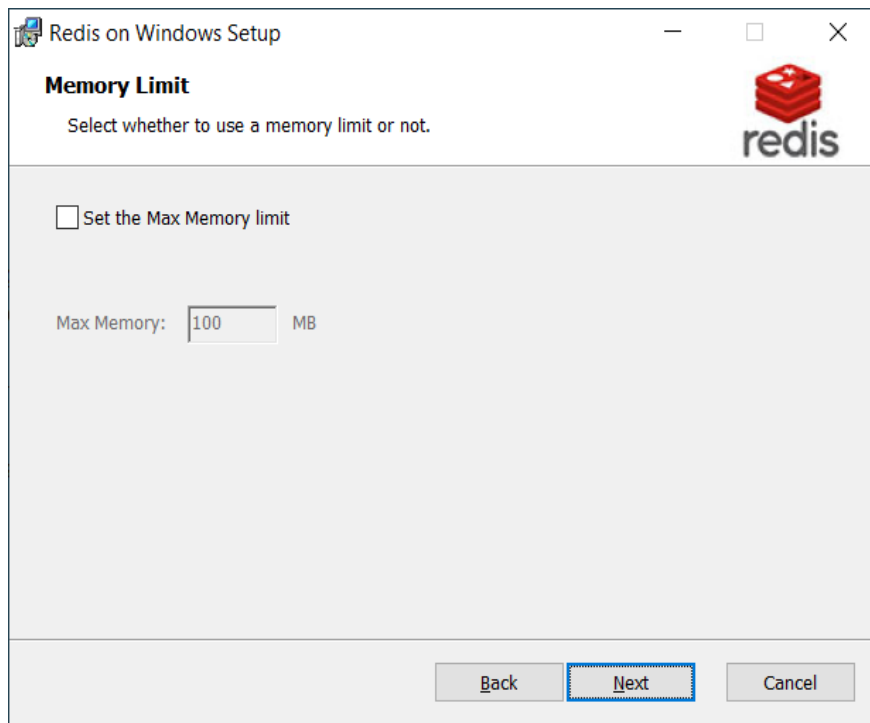 Redis on Windows Setup
Memory Limit
Select whether to use a memory limit or not.
redis
Set the Max Memory limit
Max Memory: 100 MB
Back Next Cancel